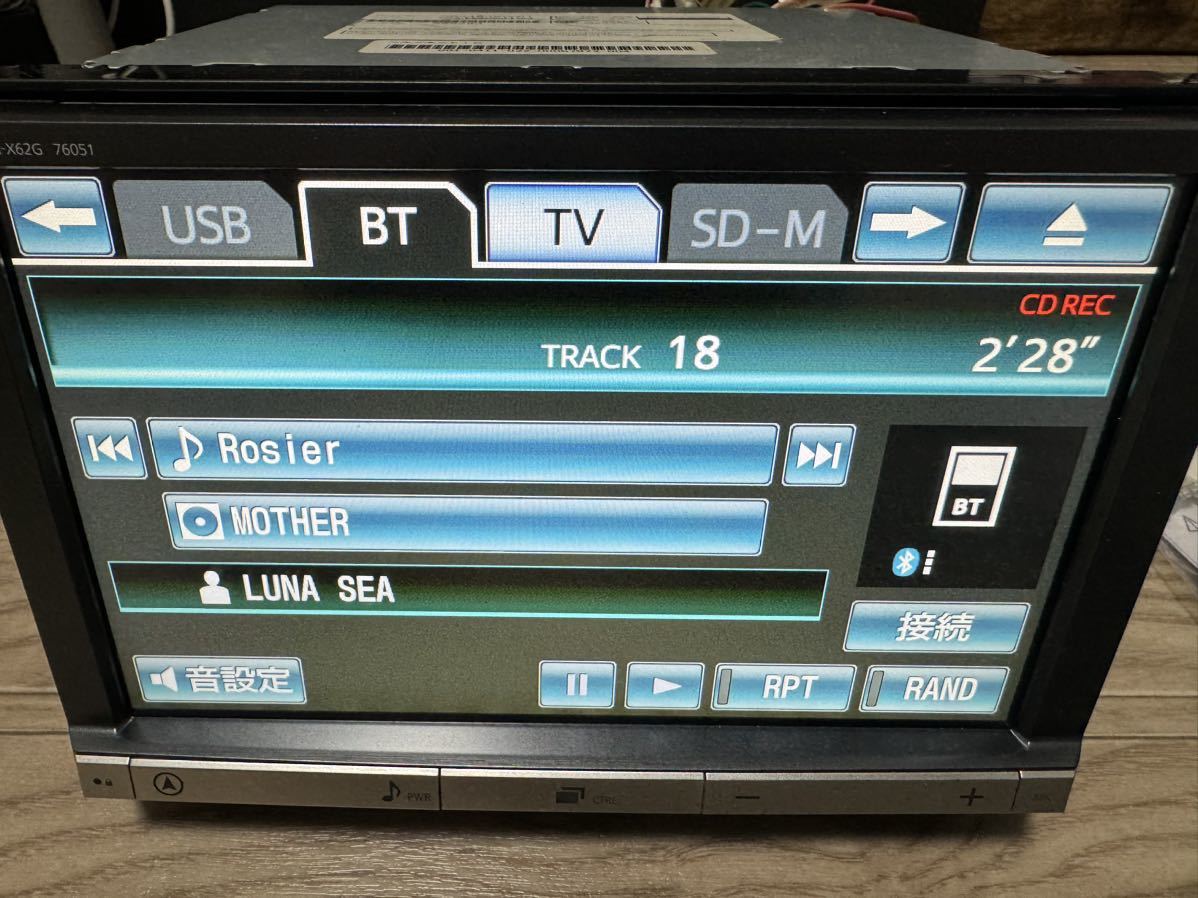 -X62G 76051
USB
BT
TV
SD-M
CD REC
TRACK 18
2'28"
Rosier
MOTHER
BT
LUNA SEA
接続
音設定
RPT
RAND
PWR